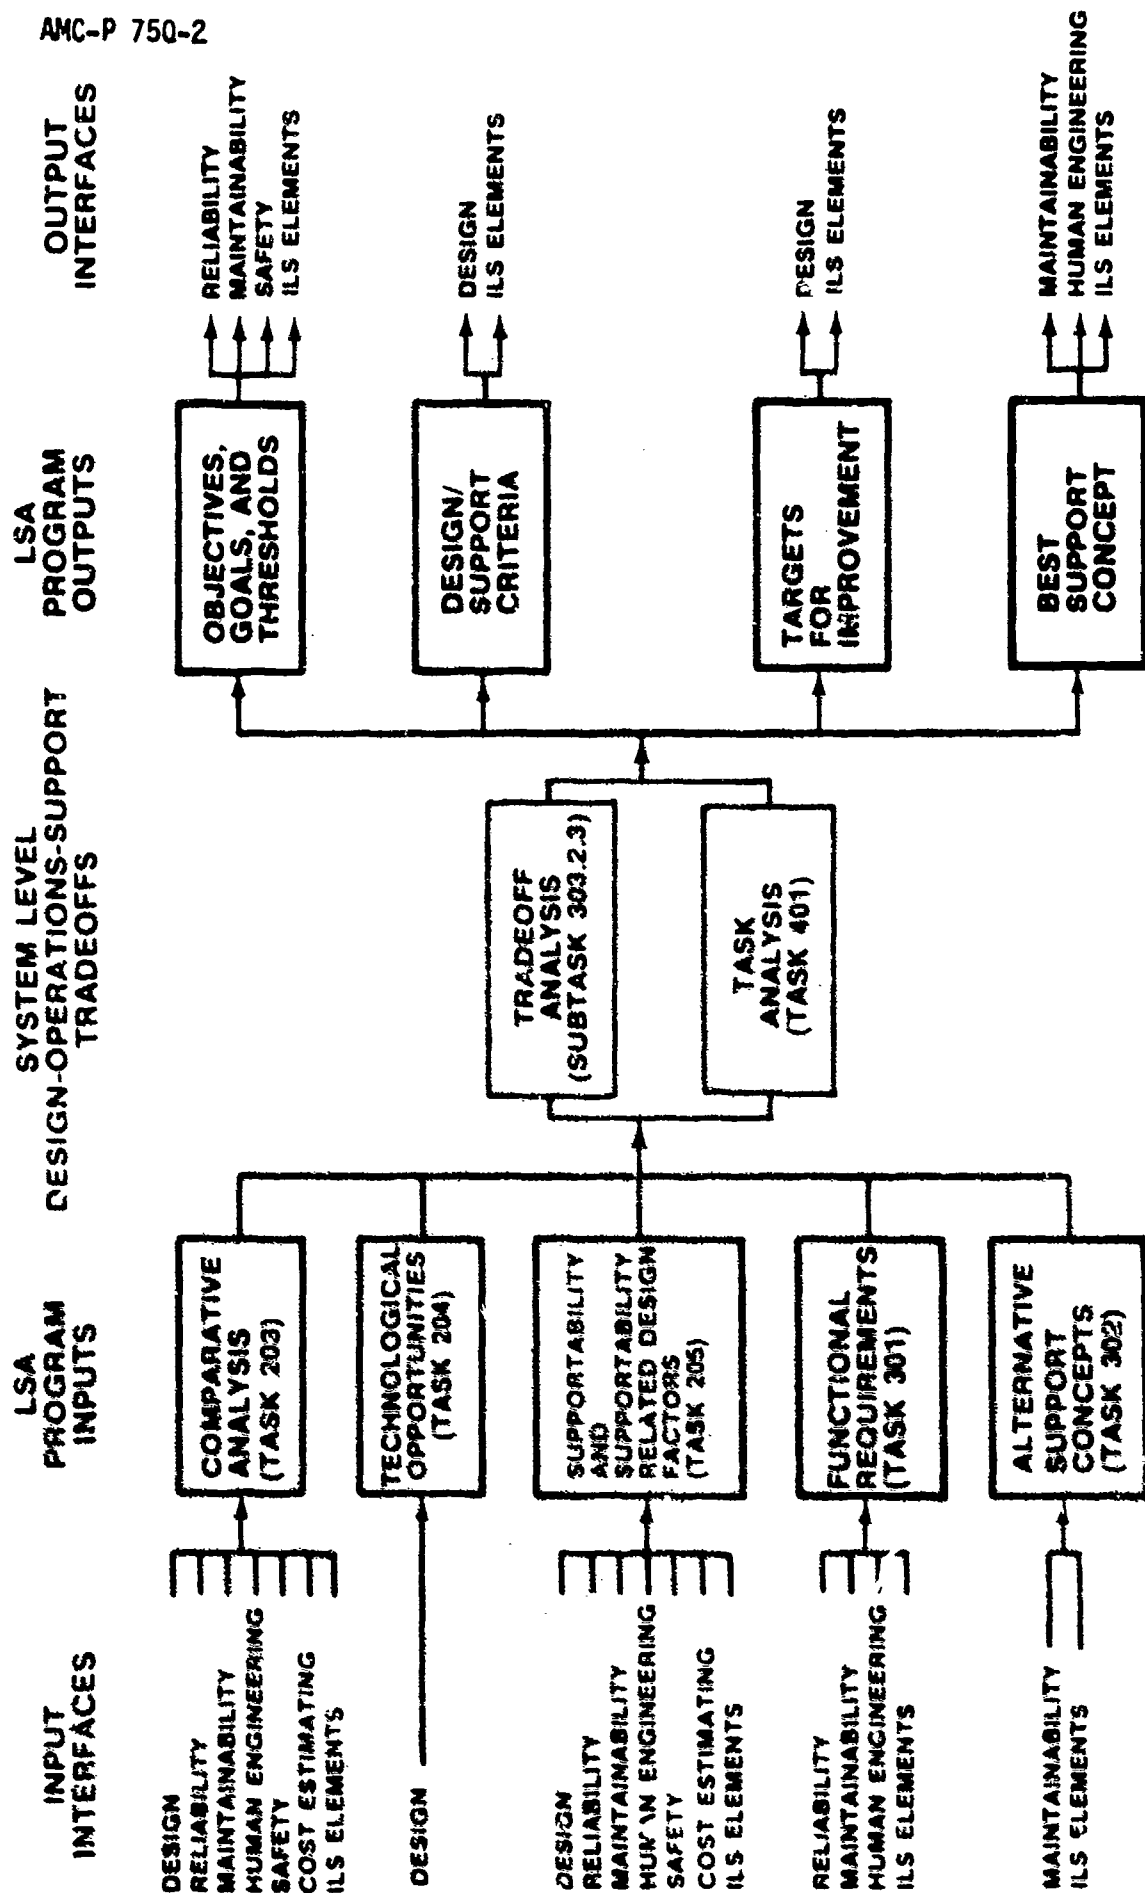 AMC-P 750-2
INPUT
INTERFACES
LSA
PROGRAM
INPUTS
SYSTEM LEVEL
DESIGN-OPERATIONS-SUPPORT
TRADEOFFS
LSA
PROGRAM
OUTPUTS
OUTPUT
INTERFACES
DESIGN
RELIABILITY
MAINTAINABILITY
HUMAN ENGINEERING
SAFETY
COST ESTIMATING
ILS ELEMENTS
COMPARATIVE
ANALYSIS
(TASK 203)
DESIGN
TECHNOLOGICAL
OPPORTUNITIES
(TASK 204)
DESIGN
RELIABILITY
MAINTAINABILITY
HUMAN ENGINEERING
SAFETY
COST ESTIMATING
ILS ELEMENTS
SUPPORTABILITY
AND
SUPPORTABILITY
RELATED DESIGN
FACTORS
(TASK 205)
RELIABILITY
MAINTAINABILITY
HUMAN ENGINEERING
ILS ELEMENTS
FUNCTIONAL
REQUIREMENTS
(TASK 301)
MAINTAINABILITY
ILS ELEMENTS
ALTERNATIVE
SUPPORT
CONCEPTS
(TASK 302)
TRADEOFF
ANALYSIS
(SUBTASK 303.2.3)
TASK
ANALYSIS
(TASK 401)
OBJECTIVES,
GOALS, AND
THRESHOLDS
RELIABILITY
MAINTAINABILITY
SAFETY
ILS ELEMENTS
DESIGN/
SUPPORT
CRITERIA
DESIGN
ILS ELEMENTS
TARGETS
FOR
IMPROVEMENT
DESIGN
ILS ELEMENTS
BEST
SUPPORT
CONCEPT
MAINTAINABILITY
HUMAN ENGINEERING
ILS ELEMENTS